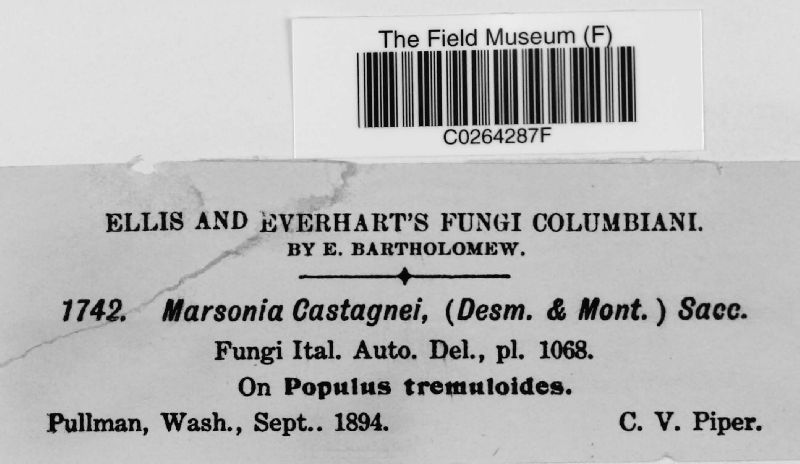 The Field Museum (F)
C0264287F
ELLIS AND EVERHART'S FUNGI COLUMBIANI.
BY E. BARTHOLOMEW.
1742. Marsonia Castagnei, (Desm. & Mont.) Sacc.
Fungi Ital. Auto. Del., pl. 1068.
On Populus tremuloides.
Pullman, Wash., Sept.. 1894. C. V. Piper.